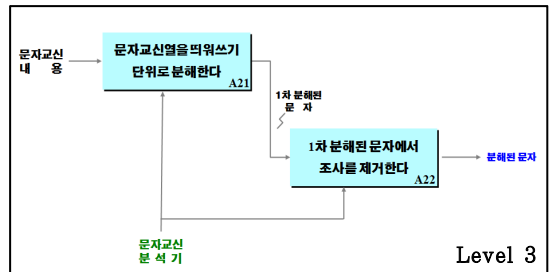 문자교신
내 용
문자교신열을 띄워쓰기
단위로 분해한다
A21
1차 분해된
문 자
1차 분해된 문자에서
조사를 제거한다
A22
분해된 문자
문자교신
분 석 기
Level 3